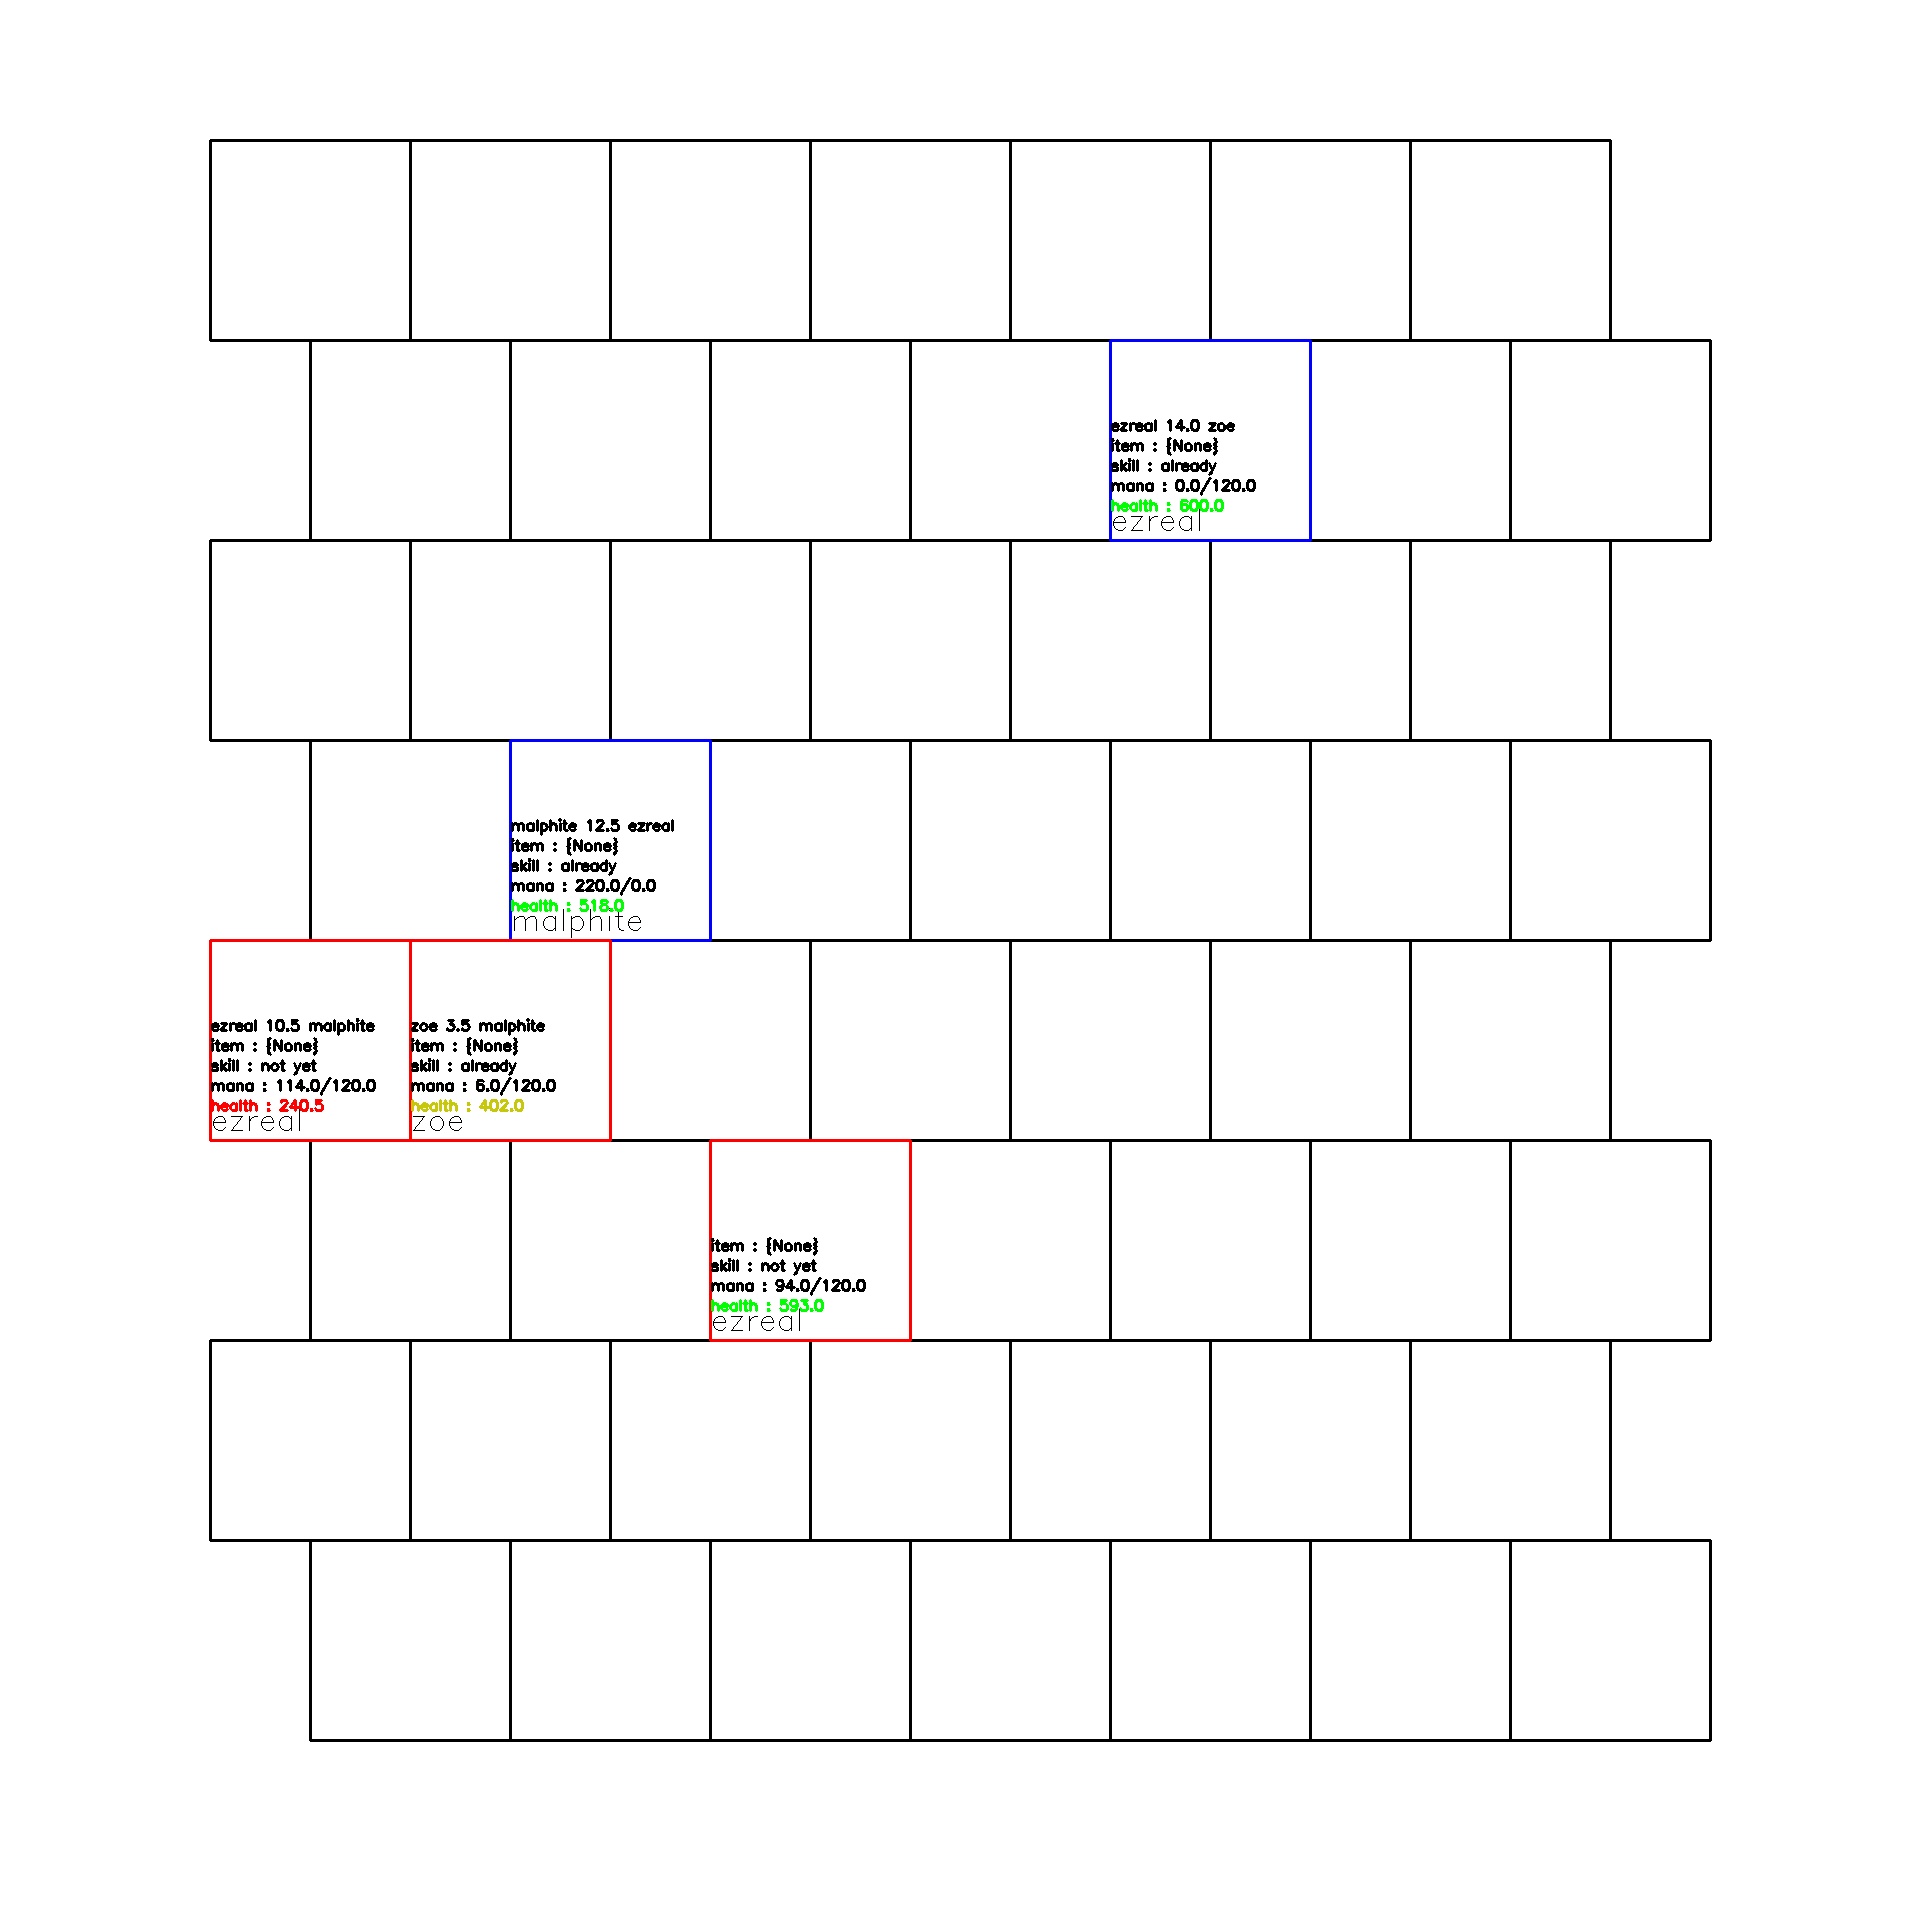 ezreal 14.0 zoe
item : {None}
skill : already
mana : 0.0/120.0
health : 600.0
ezreal
malphite 12.5 ezreal
item : {None}
skill : already
mana : 220.0/0.0
health : 518.0
malphite
ezreal 10.5 malphite
item : {None}
skill : not yet
mana : 114.0/120.0
health : 240.5
ezreal
zoe 3.5 malphite
item : {None}
skill : already
mana : 6.0/120.0
health : 402.0
zoe
item : {None}
skill : not yet
mana : 94.0/120.0
health : 593.0
ezreal